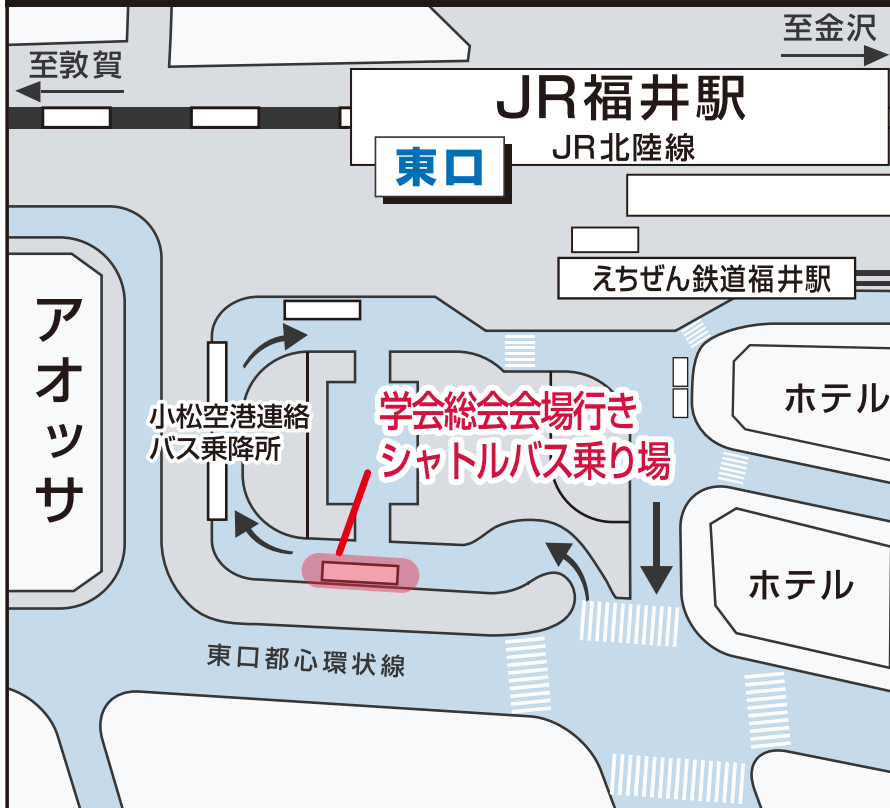 至金沢
至敦賀
JR福井駅
JR北陸線
東口
えちぜん鉄道福井駅
アオッサ
ホテル
小松空港連絡
バス乗降所
学会総会会場行き
シャトルバス乗り場
ホテル
東口都心環状線